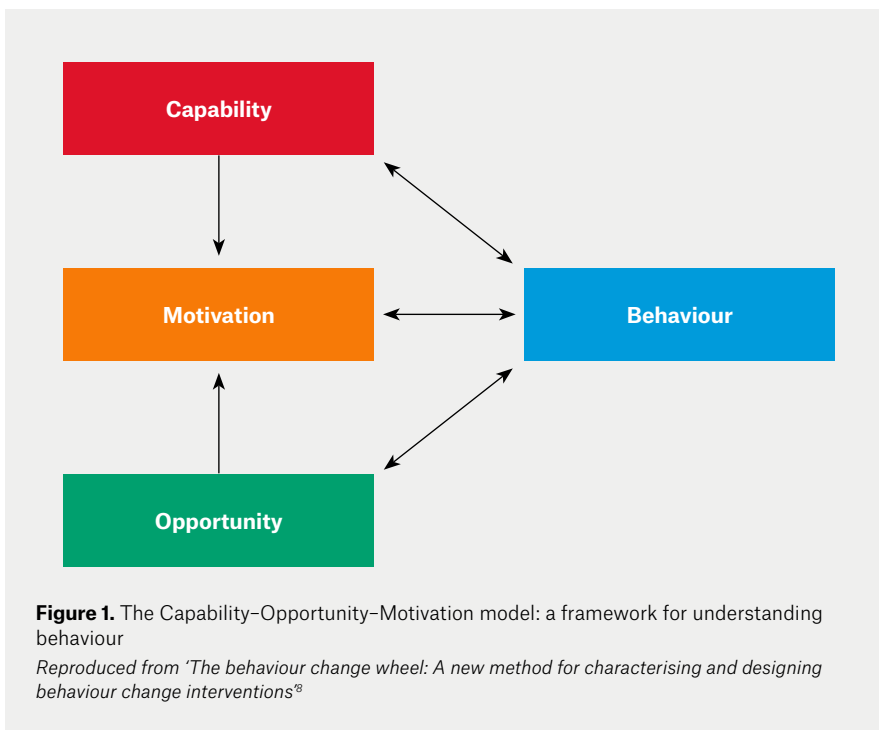 Capability
Motivation
Behaviour
Opportunity
Figure 1. The Capability–Opportunity–Motivation model: a framework for understanding
behaviour
Reproduced from ‘The behaviour change wheel: A new method for characterising and designing
behaviour change interventions’8